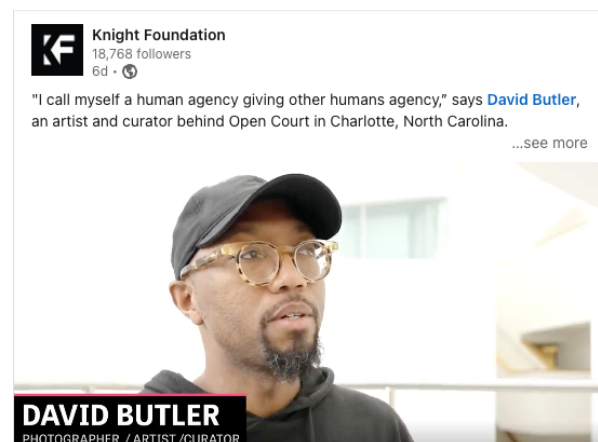 KF
Knight Foundation
18,768 followers
6d •
"I call myself a human agency giving other humans agency,” says David Butler,
an artist and curator behind Open Court in Charlotte, North Carolina.
...see more
DAVID BUTLER
PHOTOGRAPHER / ARTIST /CURATOR